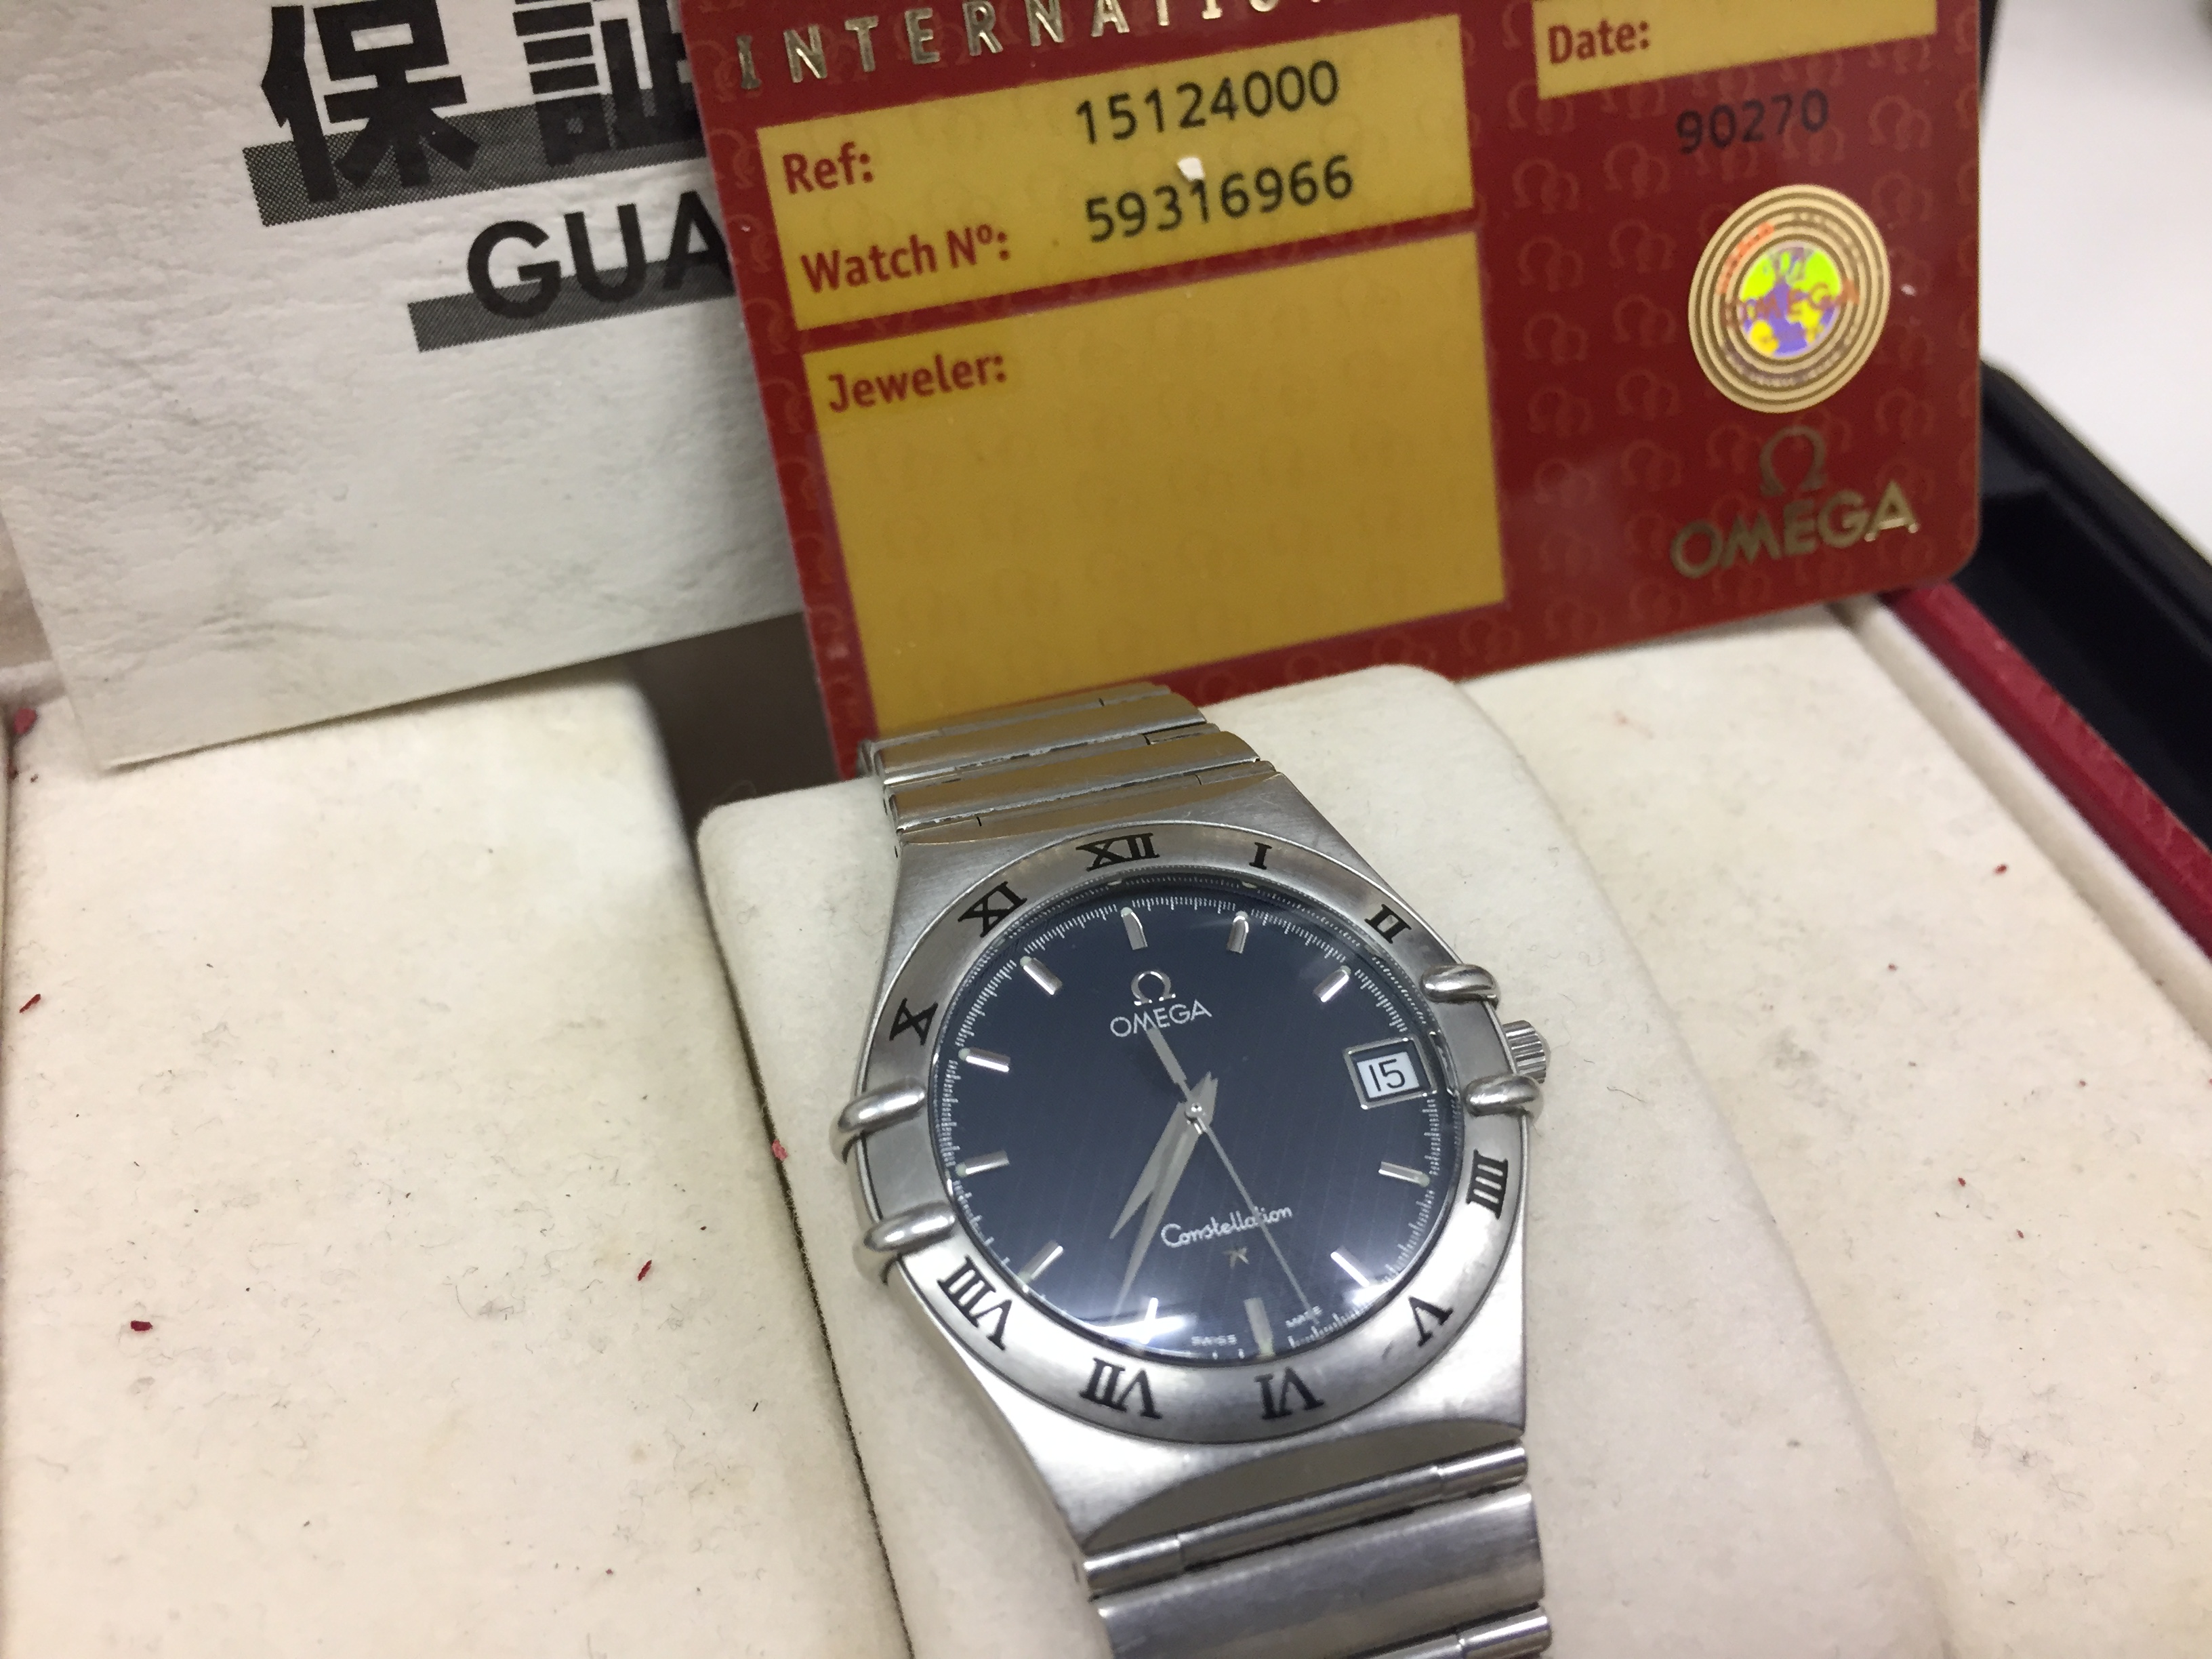 保証
GUA
INTERNATIO
Ref: 15124000
Watch Nº: 59316966
Jeweler:
Date:
90270
OMEGA
Ω
OMEGA
XII
I
II
III
V
VI
VII
VIII
X
XI
Ω
OMEGA
15
Constellation
SWISS MADE